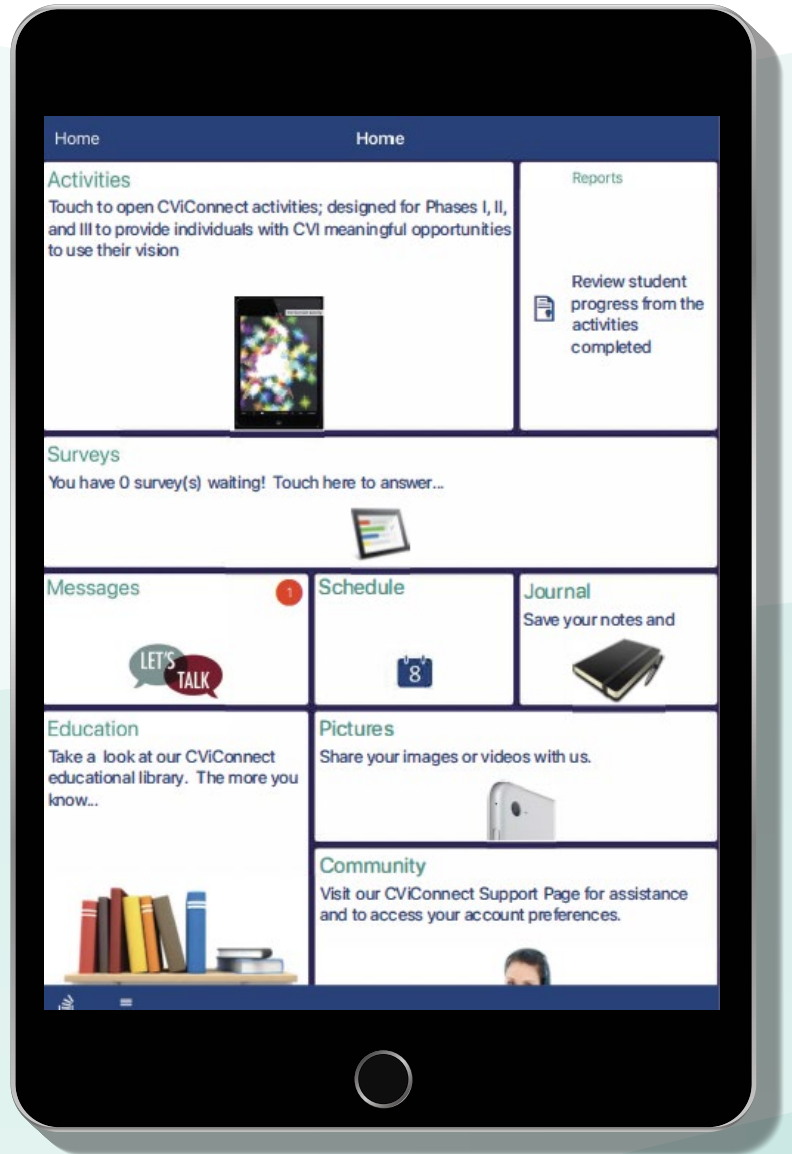 Home
Home
Activities
Touch to open CViConnect activities; designed for Phases I, II,
and III to provide individuals with CVI meaningful opportunities
to use their vision
Reports
Review student
progress from the
activities
completed
Surveys
You have 0 survey(s) waiting! Touch here to answer...
Messages
1
LET'S
TALK
Schedule
8
Journal
Save your notes and
Education
Take a look at our CViConnect
educational library. The more you
know...
Pictures
Share your images or videos with us.
Community
Visit our CViConnect Support Page for assistance
and to access your account preferences.